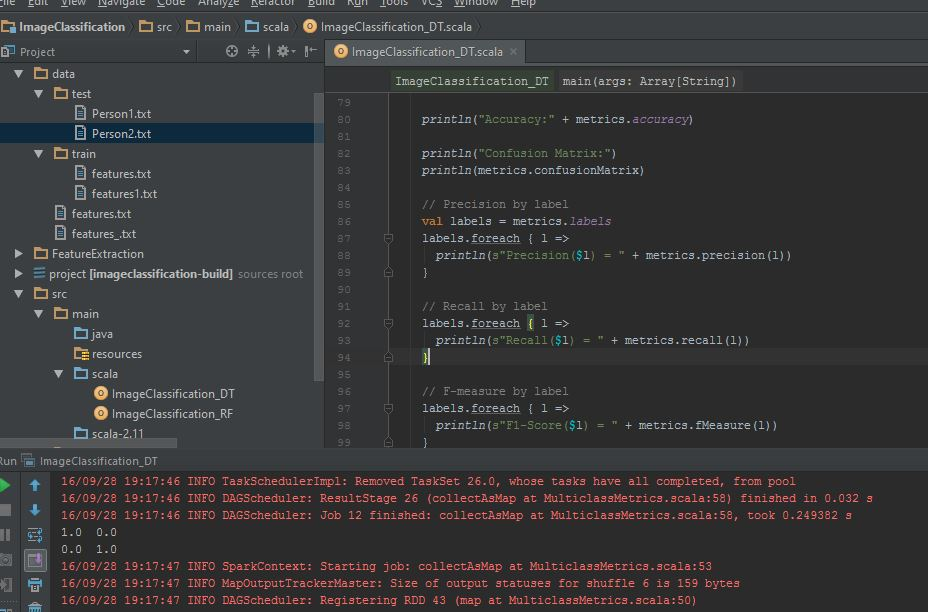 File Edit View Navigate Code Analyze Refactor Build Run Tools VCS Window Help
ImageClassification src main scala ImageClassification_DT.scala
Project
ImageClassification_DT.scala
ImageClassification_DT main(args: Array[String])
data
test
Person1.txt
Person2.txt
train
features.txt
features1.txt
features.txt
features_.txt
FeatureExtraction
project [imageclassification-build] sources root
src
main
java
resources
scala
ImageClassification_DT
ImageClassification_RF
scala-2.11
79
80 println("Accuracy:" + metrics.accuracy)
81
82 println("Confusion Matrix:")
83 println(metrics.confusionMatrix)
84
85 // Precision by label
86 val labels = metrics.labels
87 labels.foreach { l =>
88 println(s"Precision($l) = " + metrics.precision(l))
89 }
90
91 // Recall by label
92 labels.foreach { l =>
93 println(s"Recall($l) = " + metrics.recall(l))
94 }
95
96 // F-measure by label
97 labels.foreach { l =>
98 println(s"F1-Score($l) = " + metrics.fMeasure(l))
99 }
Run ImageClassification_DT
16/09/28 19:17:46 INFO TaskSchedulerImpl: Removed TaskSet 26.0, whose tasks have all completed, from pool
16/09/28 19:17:46 INFO DAGScheduler: ResultStage 26 (collectAsMap at MulticlassMetrics.scala:58) finished in 0.032 s
16/09/28 19:17:46 INFO DAGScheduler: Job 12 finished: collectAsMap at MulticlassMetrics.scala:58, took 0.249382 s
1.0 0.0
0.0 1.0
16/09/28 19:17:47 INFO SparkContext: Starting job: collectAsMap at MulticlassMetrics.scala:53
16/09/28 19:17:47 INFO MapOutputTrackerMaster: Size of output statuses for shuffle 6 is 159 bytes
16/09/28 19:17:47 INFO DAGScheduler: Registering RDD 43 (map at MulticlassMetrics.scala:50)